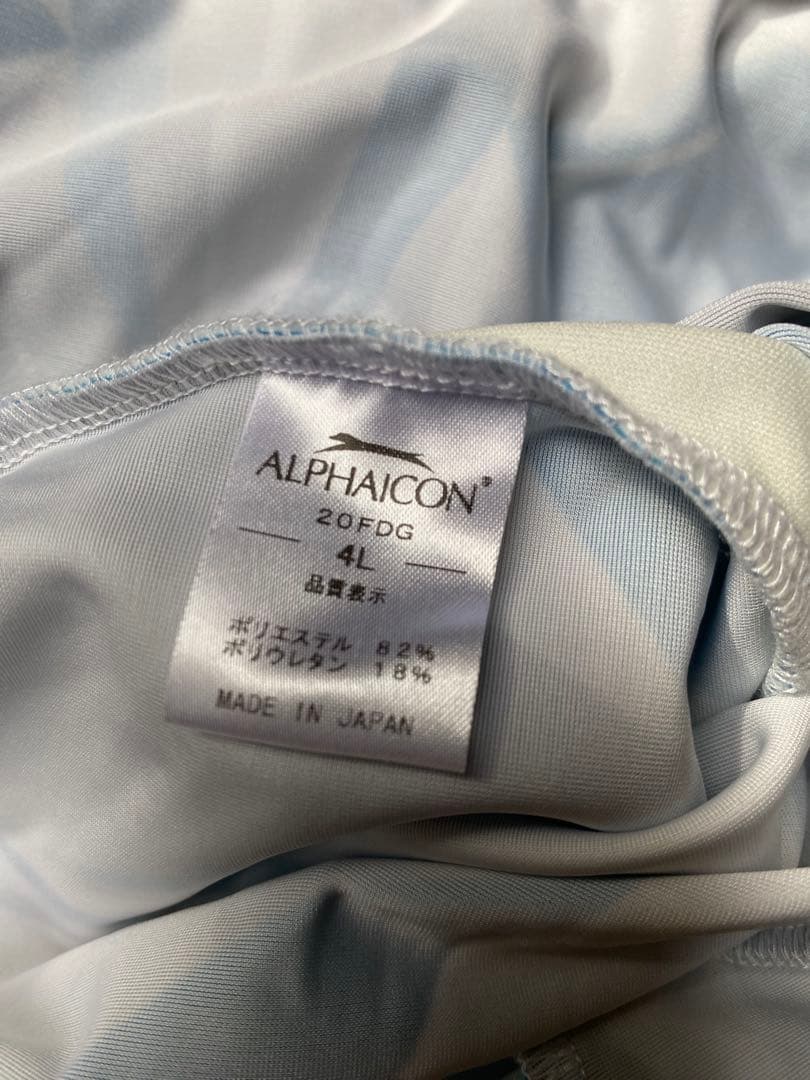 ALPHAICON®
20FDG
4L
品質表示
ポリエステル 82%
ポリウレタン 18%
MADE IN JAPAN